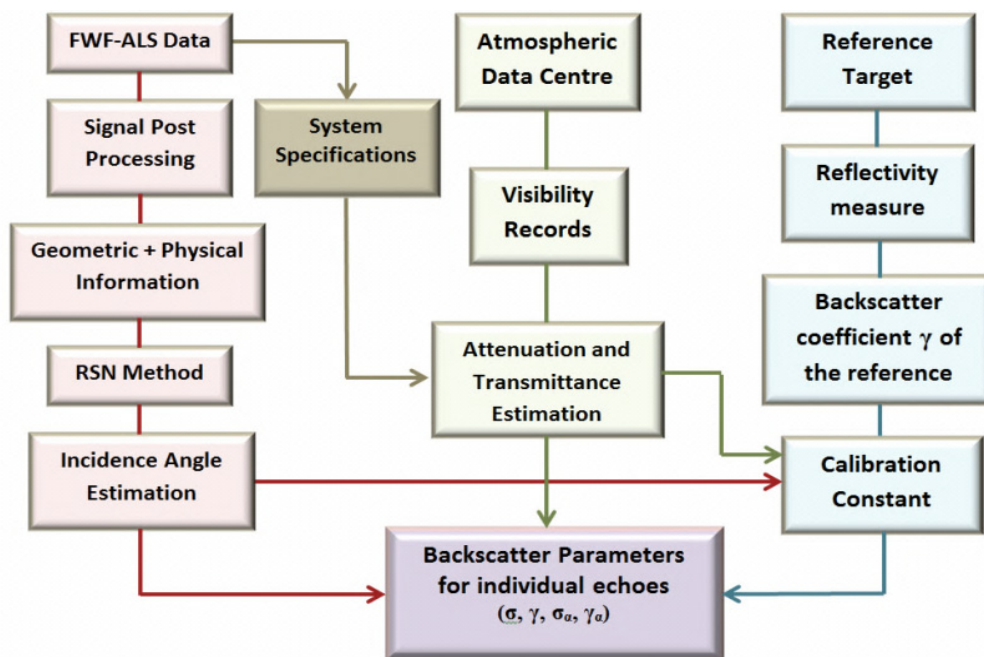 FWF-ALS Data
Signal Post
Processing
Geometric + Physical
Information
RSN Method
Incidence Angle
Estimation
System
Specifications
Atmospheric
Data Centre
Visibility
Records
Attenuation and
Transmittance
Estimation
Reference
Target
Reflectivity
measure
Backscatter
coefficient γ of
the reference
Calibration
Constant
Backscatter Parameters
for individual echoes
(σ, γ, σα, γα)